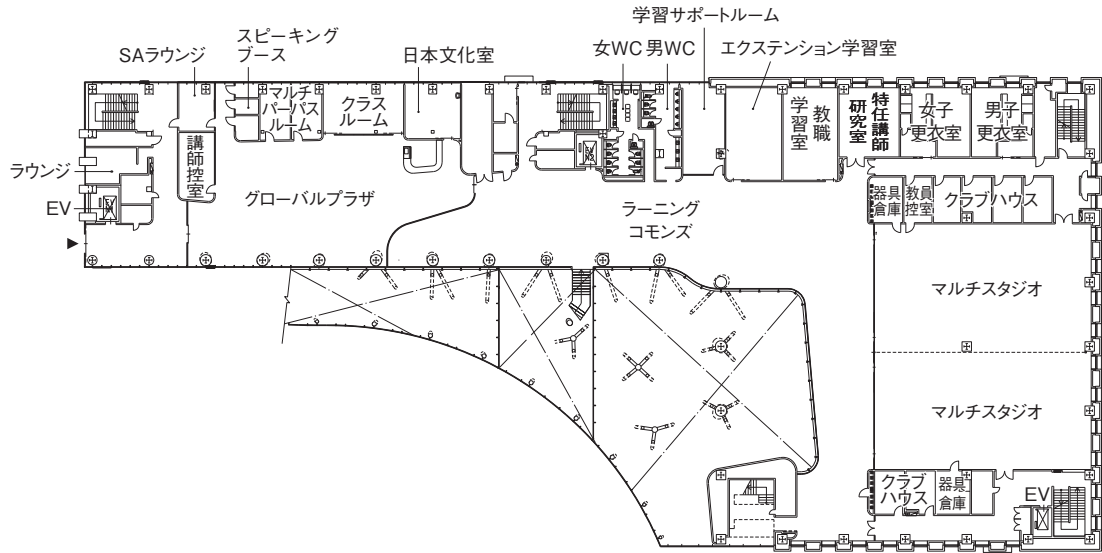 学習サポートルーム
スピーキング
ブース
SAラウンジ
日本文化室
女WC
男WC
エクステンション学習室
マルチ
パーパス
ルーム
クラス
ルーム
教職
学習室
特任講師
研究室
女子
更衣室
男子
更衣室
講師控室
ラウンジ
EV
グローバルプラザ
ラーニング
コモンズ
器具
倉庫
教員
控室
クラブハウス
マルチスタジオ
マルチスタジオ
クラブ
ハウス
器具
倉庫
EV